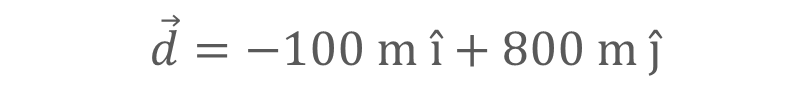 d⃗ = −100 m î + 800 m ĵ